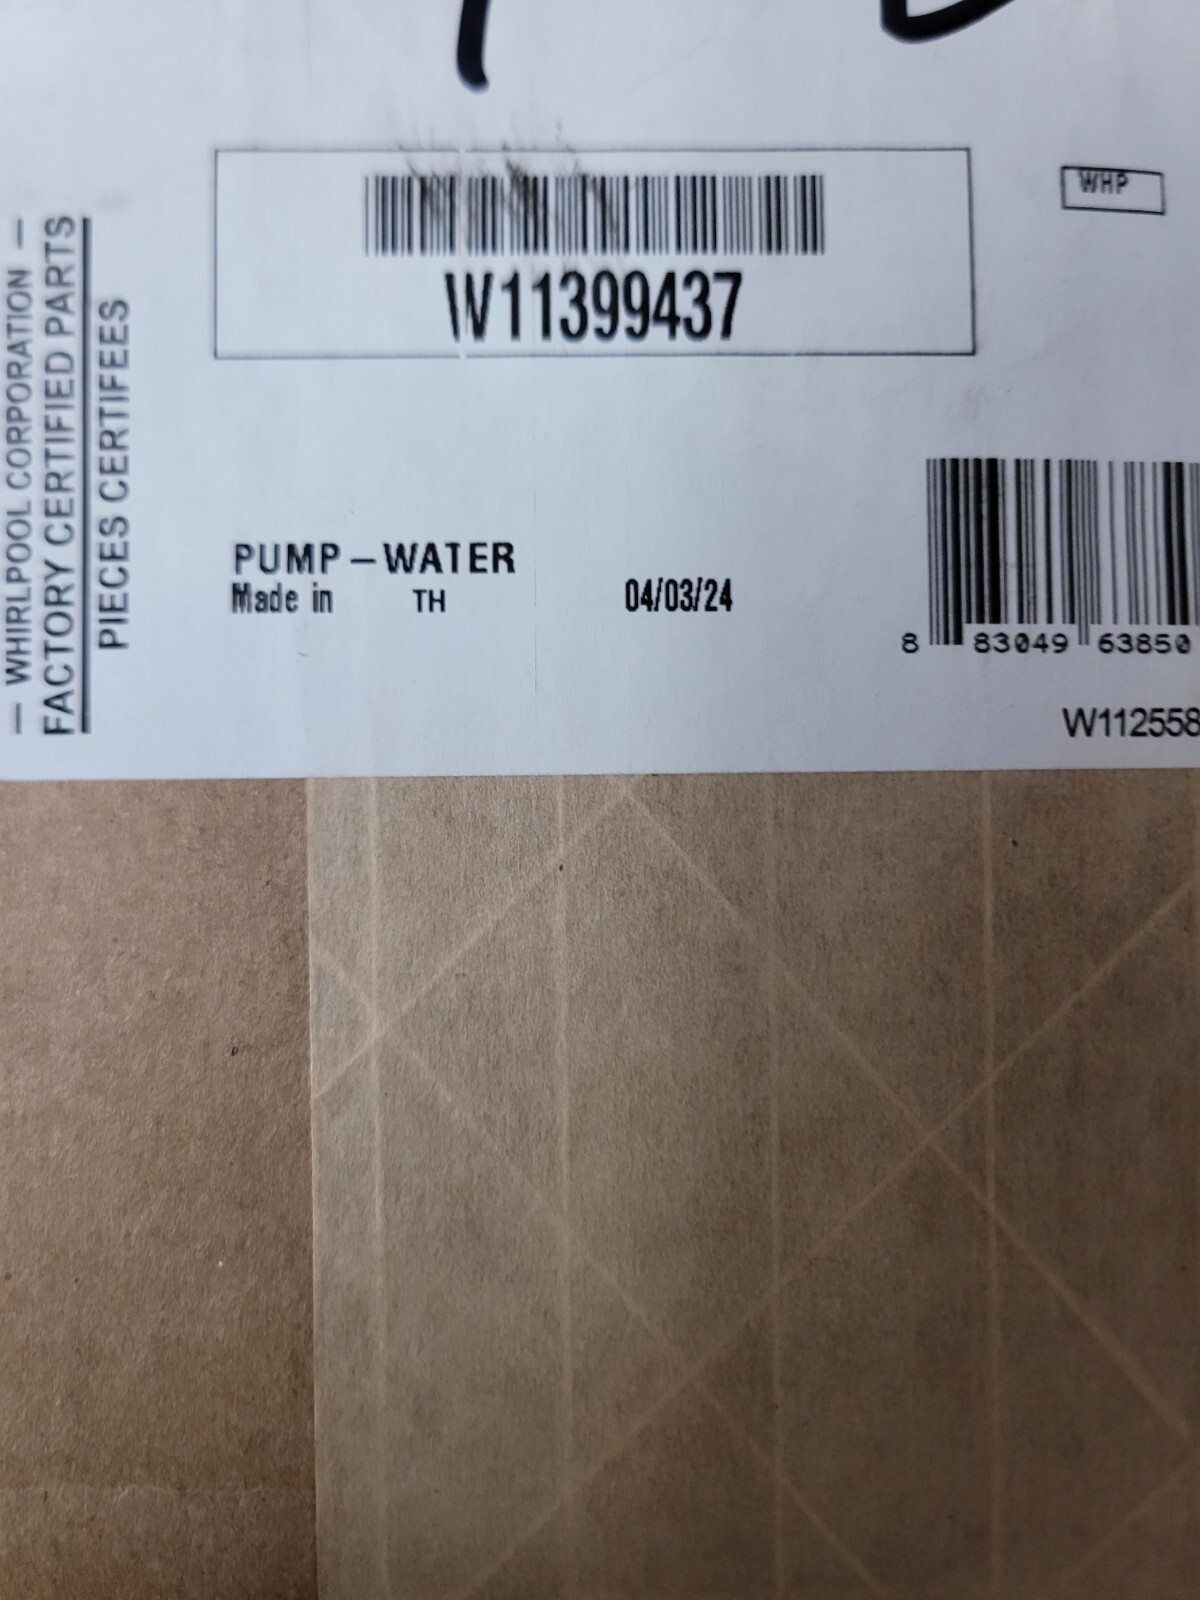 WHP
W11399437
— WHIRLPOOL CORPORATION —
FACTORY CERTIFIED PARTS
PIECES CERTIFEES
PUMP-WATER
Made in TH 04/03/24
8 83049 63850
W112558